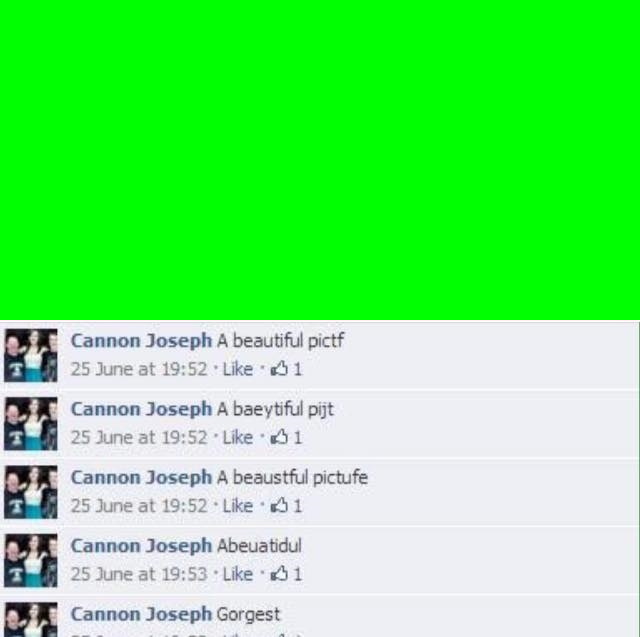 Cannon Joseph A beautiful pictf
25 June at 19:52 · Like · 1
Cannon Joseph A baeytiful pijt
25 June at 19:52 · Like · 1
Cannon Joseph A beaustful pictufe
25 June at 19:52 · Like · 1
Cannon Joseph Abeuatidul
25 June at 19:53 · Like · 1
Cannon Joseph Gorgest